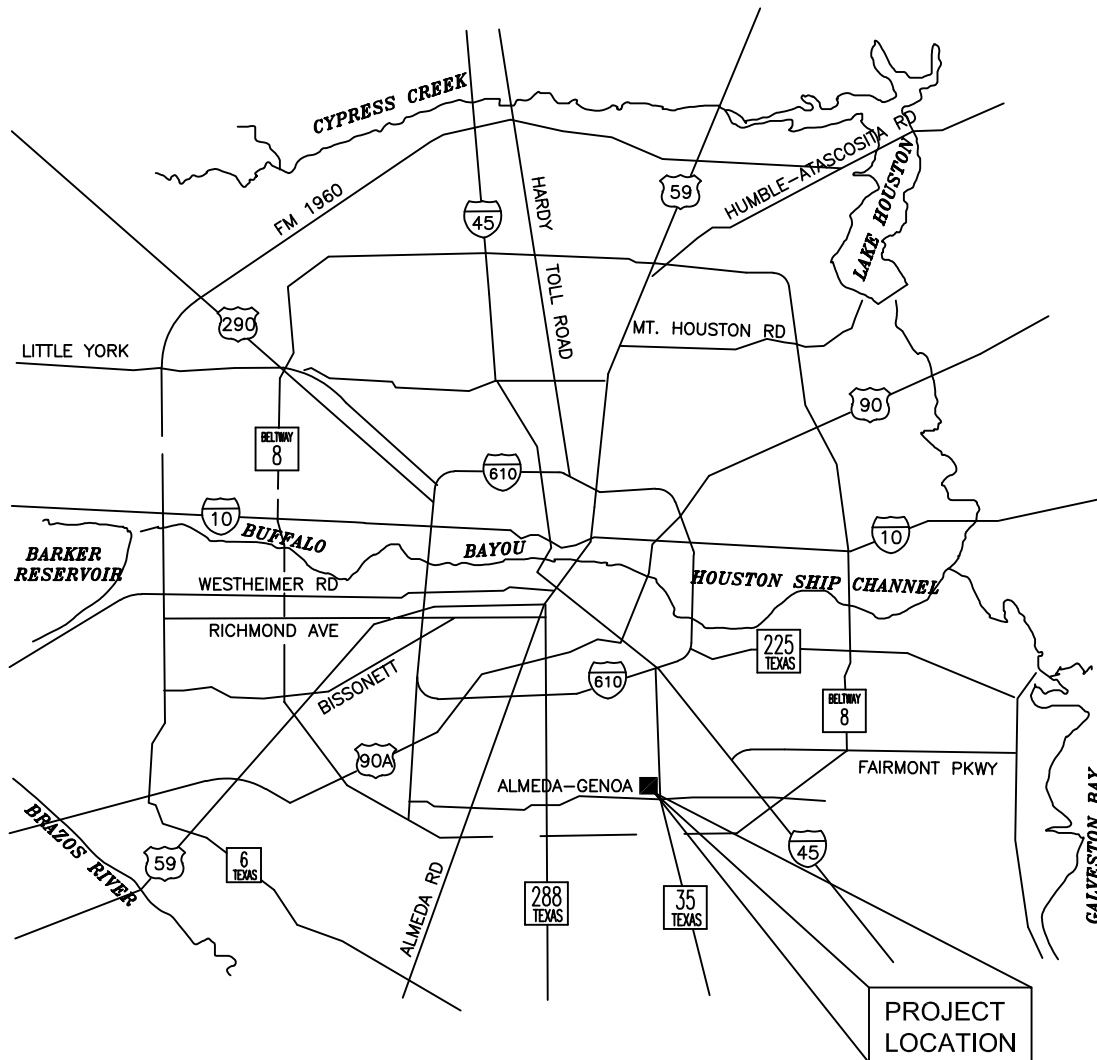 CYPRESS CREEK
HUMBLE-ATASCOSITA RD
59
LAKE HOUSTON
FM 1960
45
HARDY
TOLL ROAD
290
MT. HOUSTON RD
LITTLE YORK
90
BELTWAY
8
610
10
BUFFALO
BAYOU
10
BARKER
RESERVOIR
WESTHEIMER RD
HOUSTON SHIP CHANNEL
RICHMOND AVE
225
TEXAS
BISSONETT
610
BELTWAY
8
90A
FAIRMONT PKWY
ALMEDA-GENOA
BRAZOS RIVER
59
6
TEXAS
45
GALVESTON BAY
ALMEDA RD
288
TEXAS
35
TEXAS
PROJECT
LOCATION